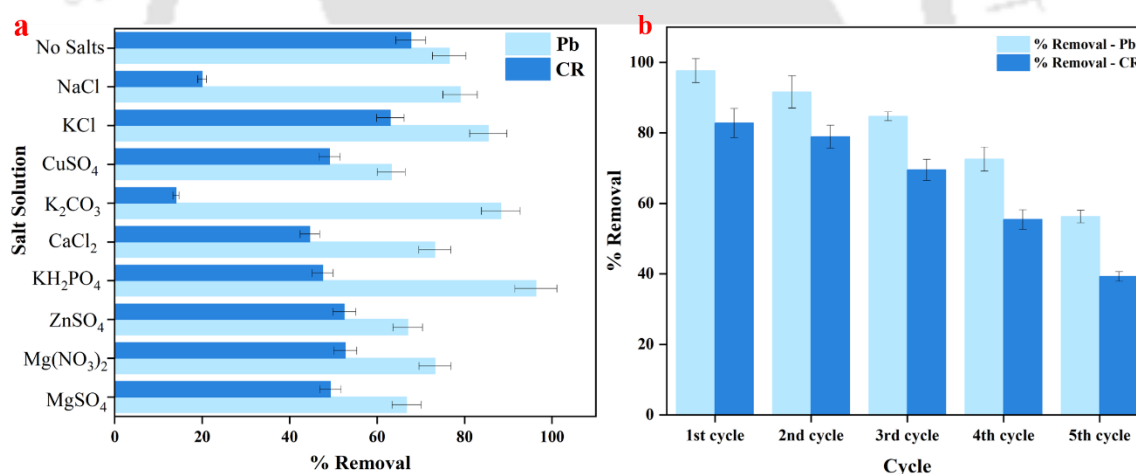 a
Pb
CR
No Salts
NaCl
KCl
CuSO₄
K₂CO₃
CaCl₂
KH₂PO₄
ZnSO₄
Mg(NO₃)₂
MgSO₄
Salt Solution
0 20 40 60 80 100
% Removal
b
% Removal - Pb
% Removal - CR
100
80
60
40
20
0
% Removal
1st cycle 2nd cycle 3rd cycle 4th cycle 5th cycle
Cycle